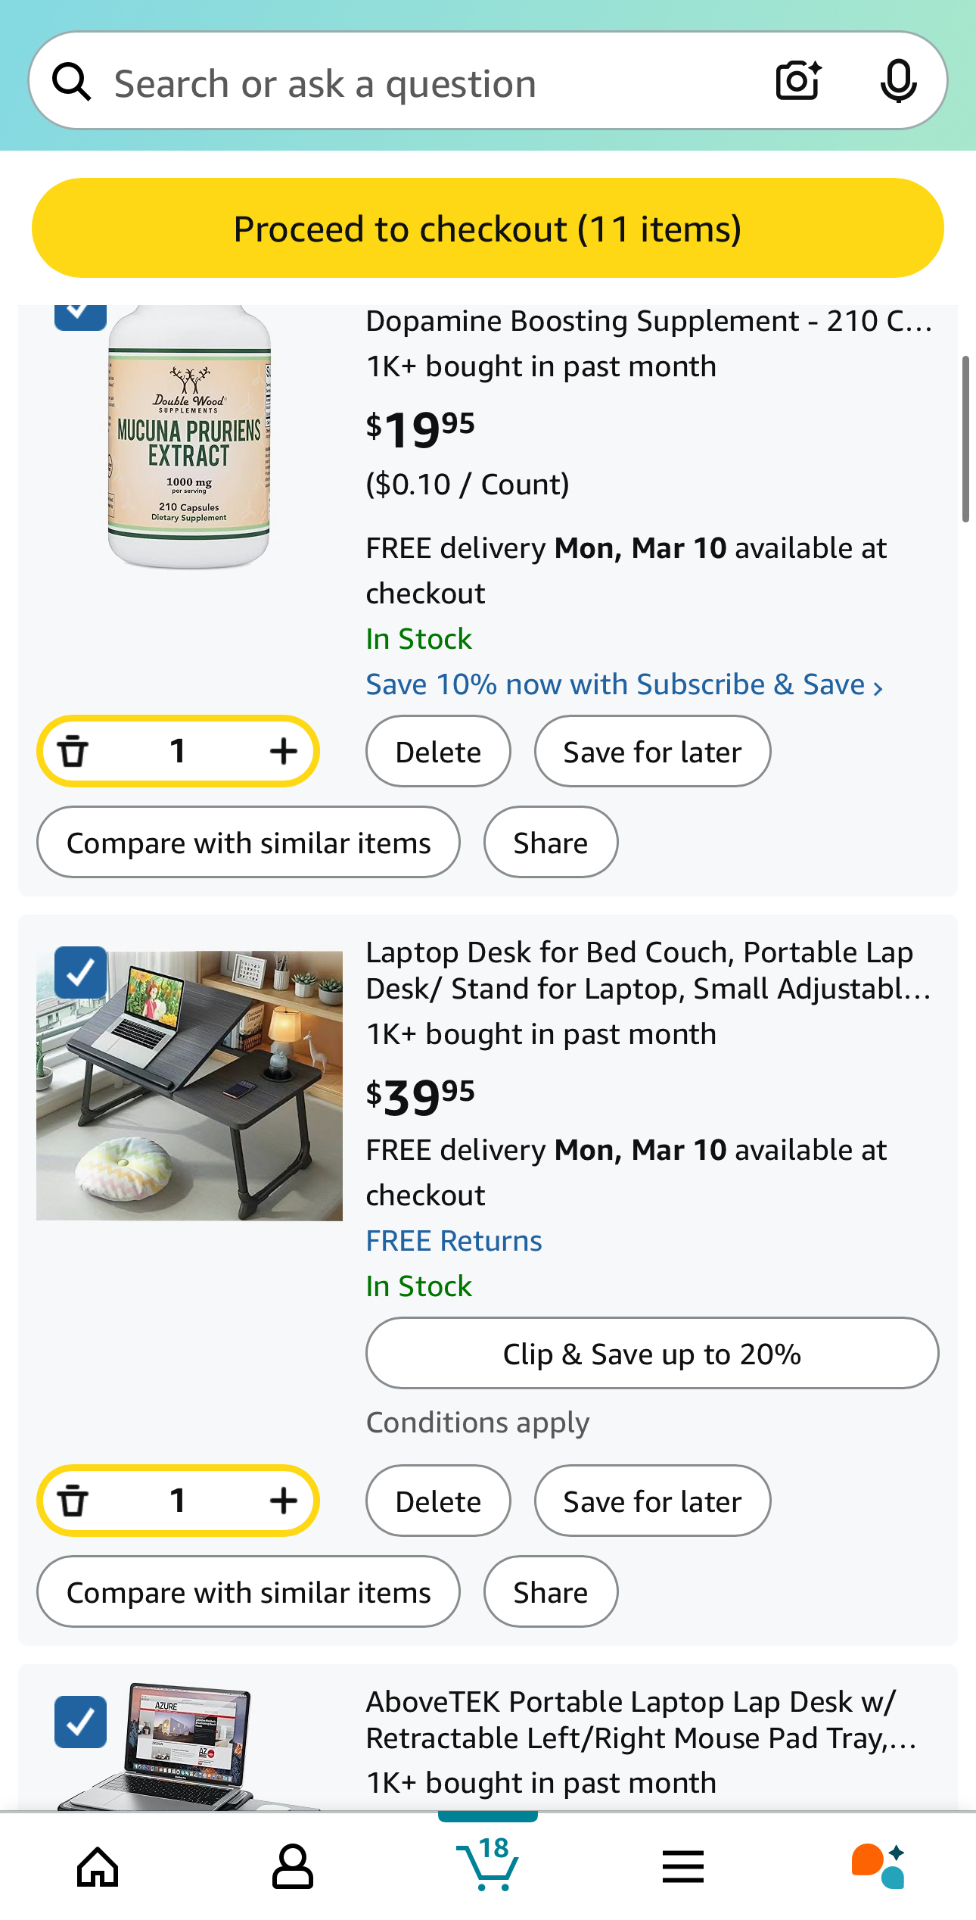 Search or ask a question
Proceed to checkout (11 items)
Dopamine Boosting Supplement - 210 C...
1K+ bought in past month
$19.95
($0.10 / Count)
FREE delivery Mon, Mar 10 available at
checkout
In Stock
Save 10% now with Subscribe & Save ›
Double Wood
SUPPLEMENTS
MUCUNA PRURIENS
EXTRACT
1000 mg
per serving
210 Capsules
Dietary Supplement
1
Delete
Save for later
Compare with similar items
Share
Laptop Desk for Bed Couch, Portable Lap
Desk/ Stand for Laptop, Small Adjustabl...
1K+ bought in past month
$39.95
FREE delivery Mon, Mar 10 available at
checkout
FREE Returns
In Stock
Clip & Save up to 20%
Conditions apply
1
Delete
Save for later
Compare with similar items
Share
AZURE
AboveTEK Portable Laptop Lap Desk w/
Retractable Left/Right Mouse Pad Tray,...
1K+ bought in past month
18